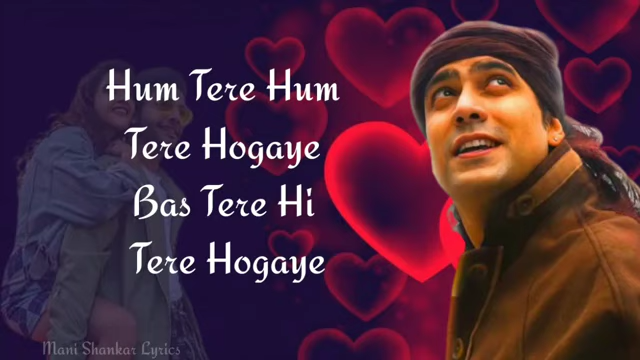 Hum Tere Hum
Tere Hogaye
Bas Tere Hi
Tere Hogaye
Mani Shankar Lyrics